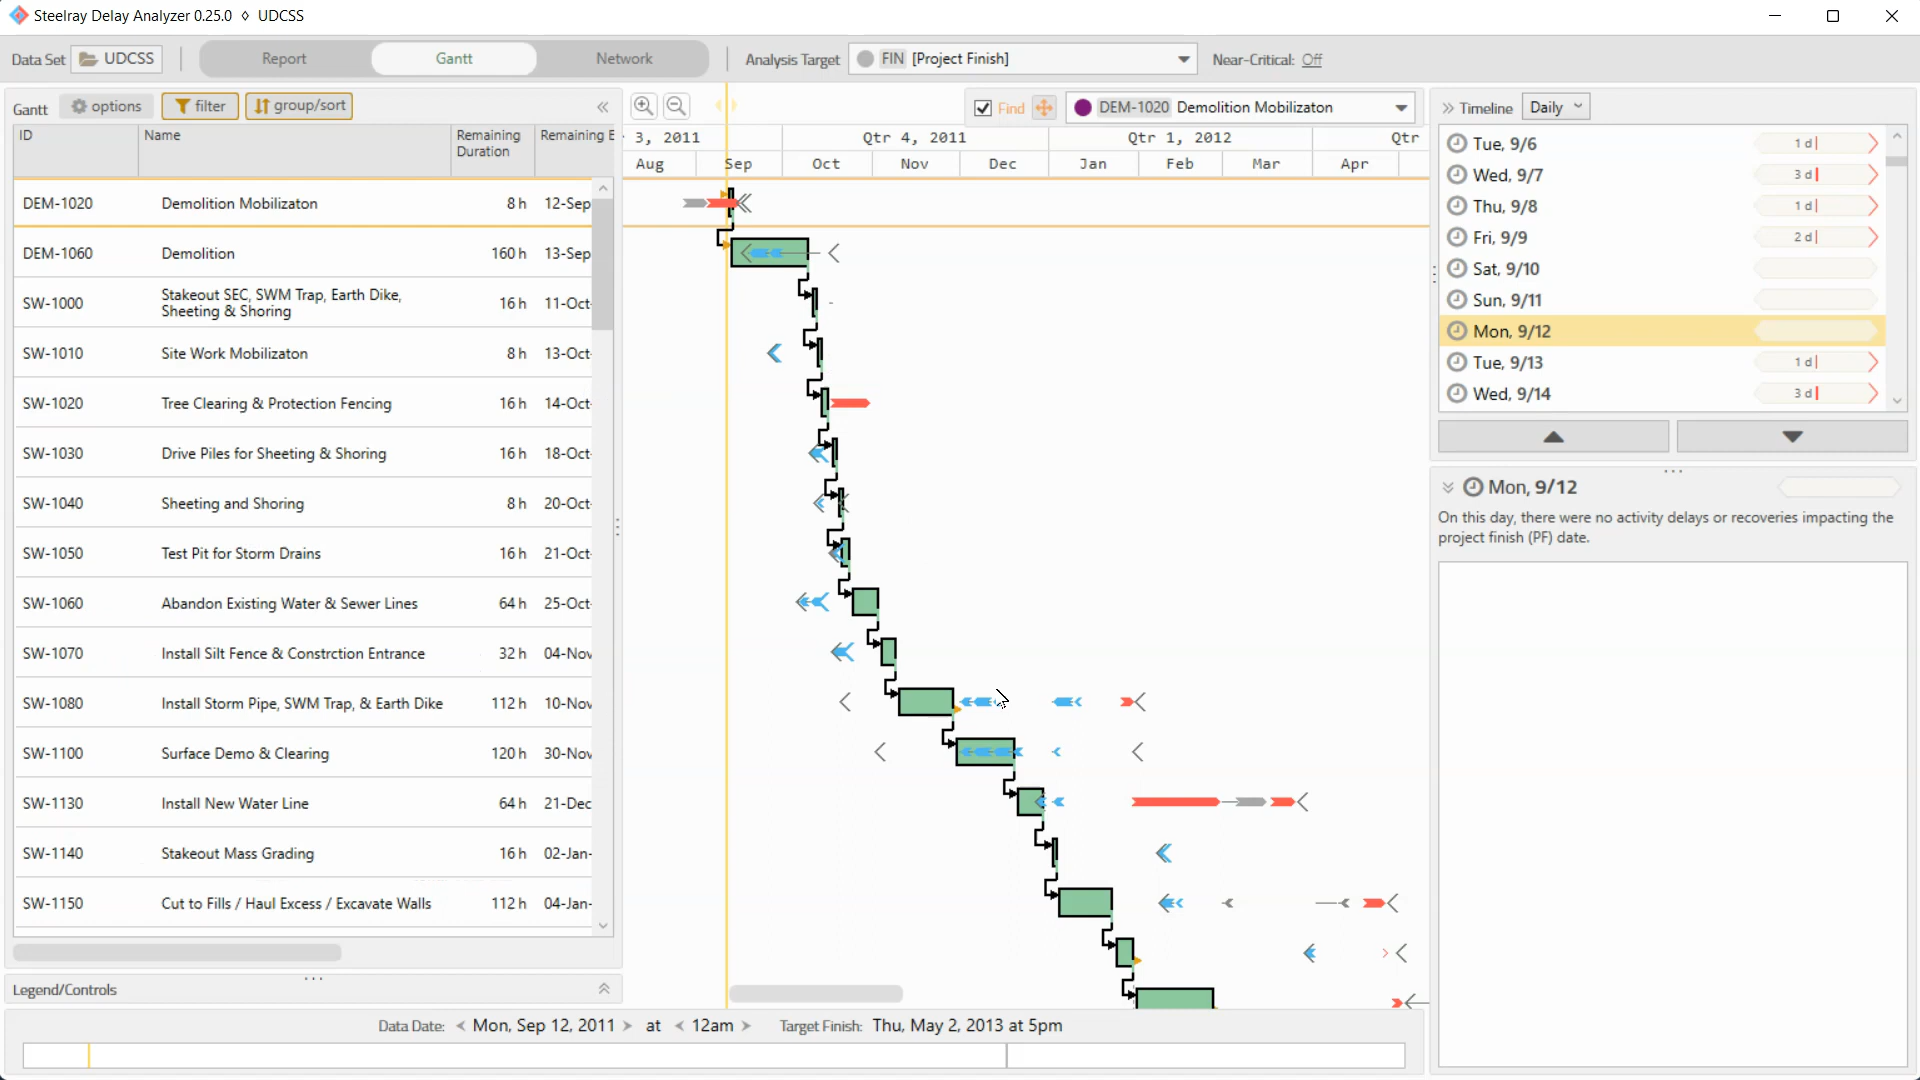 Steelray Delay Analyzer 0.25.0 ◊ UDCSS
Data Set UDCSS Report Gantt Network Analysis Target FIN [Project Finish] Near-Critical: Off
Gantt options filter group/sort
Find DEM-1020 Demolition Mobilizaton
Timeline Daily
ID Name Remaining Duration Remaining E
3, 2011 Qtr 4, 2011 Qtr 1, 2012 Qtr
Aug Sep Oct Nov Dec Jan Feb Mar Apr
DEM-1020 Demolition Mobilizaton 8 h 12-Sep
DEM-1060 Demolition 160 h 13-Sep
SW-1000 Stakeout SEC, SWM Trap, Earth Dike, Sheeting & Shoring 16 h 11-Oct
SW-1010 Site Work Mobilizaton 8 h 13-Oct
SW-1020 Tree Clearing & Protection Fencing 16 h 14-Oct
SW-1030 Drive Piles for Sheeting & Shoring 16 h 18-Oct
SW-1040 Sheeting and Shoring 8 h 20-Oct
SW-1050 Test Pit for Storm Drains 16 h 21-Oct
SW-1060 Abandon Existing Water & Sewer Lines 64 h 25-Oct
SW-1070 Install Silt Fence & Constrction Entrance 32 h 04-Nov
SW-1080 Install Storm Pipe, SWM Trap, & Earth Dike 112 h 10-Nov
SW-1100 Surface Demo & Clearing 120 h 30-Nov
SW-1130 Install New Water Line 64 h 21-Dec
SW-1140 Stakeout Mass Grading 16 h 02-Jan-
SW-1150 Cut to Fills / Haul Excess / Excavate Walls 112 h 04-Jan-
Tue, 9/6 1 d
Wed, 9/7 3 d
Thu, 9/8 1 d
Fri, 9/9 2 d
Sat, 9/10
Sun, 9/11
Mon, 9/12
Tue, 9/13 1 d
Wed, 9/14 3 d
Mon, 9/12
On this day, there were no activity delays or recoveries impacting the
project finish (PF) date.
Legend/Controls
Data Date: Mon, Sep 12, 2011 at 12am Target Finish: Thu, May 2, 2013 at 5pm